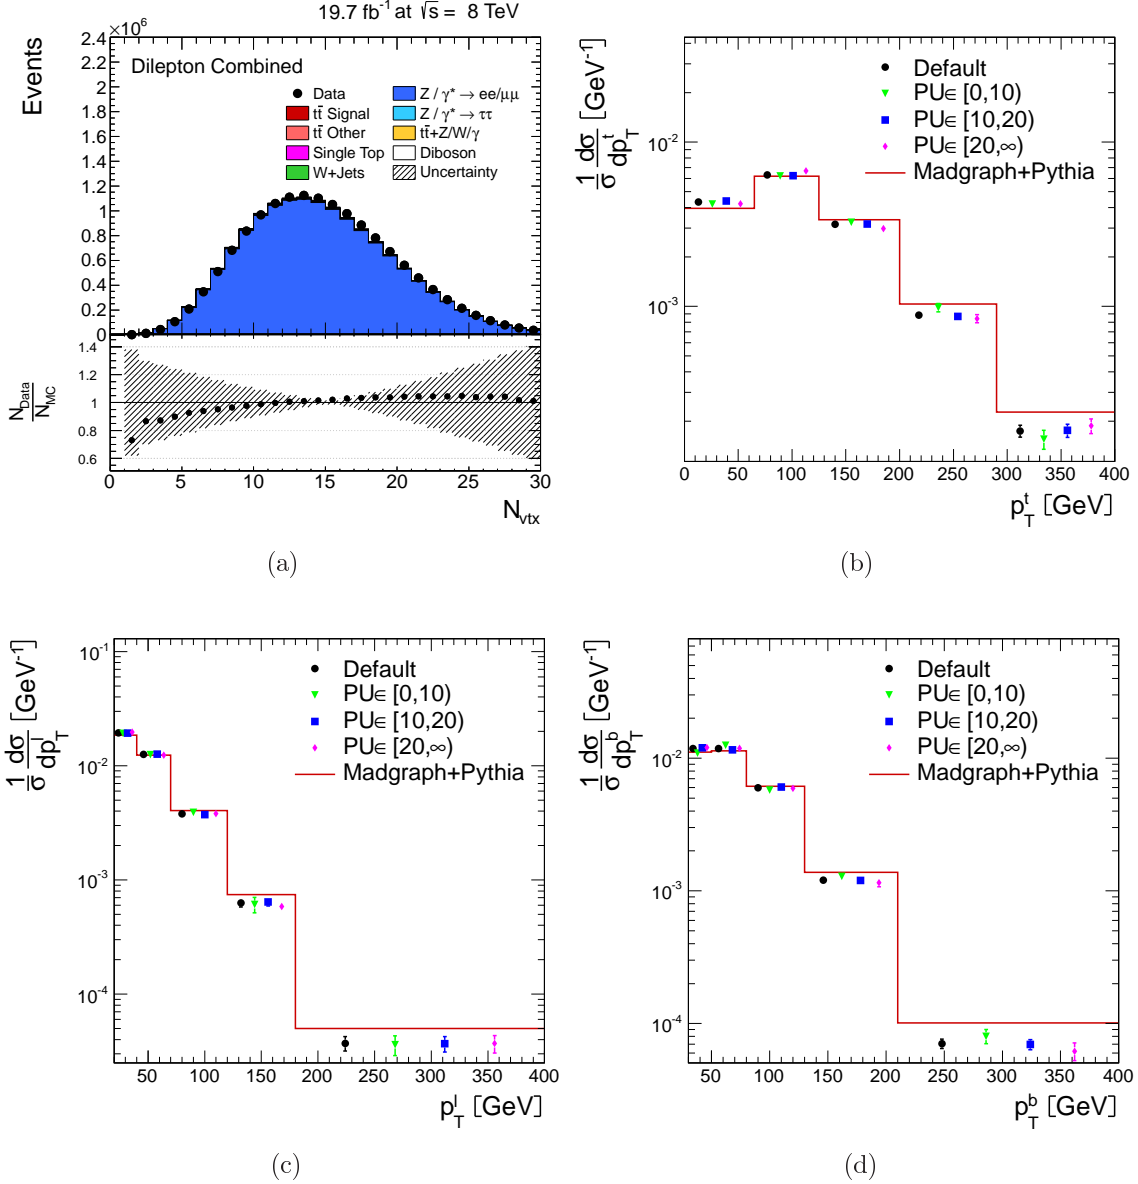 19.7 fb⁻¹ at √s = 8 TeV
×10⁶
Events
2.4
2.2
2
1.8
1.6
1.4
1.2
1
0.8
0.6
0.4
0.2
0
Dilepton Combined
Data
tt̄ Signal
tt̄ Other
Single Top
W+Jets
Z / γ* → ee/μμ
Z / γ* → ττ
tt̄+Z/W/γ
Diboson
Uncertainty
N_Data / N_MC
1.4
1.2
1
0.8
0.6
0 5 10 15 20 25 30
N_vtx
(a)
1/σ dσ/dp_T^t [GeV⁻¹]
10⁻²
10⁻³
Default
PU∈ [0,10)
PU∈ [10,20)
PU∈ [20,∞)
Madgraph+Pythia
0 50 100 150 200 250 300 350 400
p_T^t [GeV]
(b)
1/σ dσ/dp_T^l [GeV⁻¹]
10⁻¹
10⁻²
10⁻³
10⁻⁴
Default
PU∈ [0,10)
PU∈ [10,20)
PU∈ [20,∞)
Madgraph+Pythia
50 100 150 200 250 300 350 400
p_T^l [GeV]
(c)
1/σ dσ/dp_T^b [GeV⁻¹]
10⁻²
10⁻³
10⁻⁴
Default
PU∈ [0,10)
PU∈ [10,20)
PU∈ [20,∞)
Madgraph+Pythia
50 100 150 200 250 300 350 400
p_T^b [GeV]
(d)